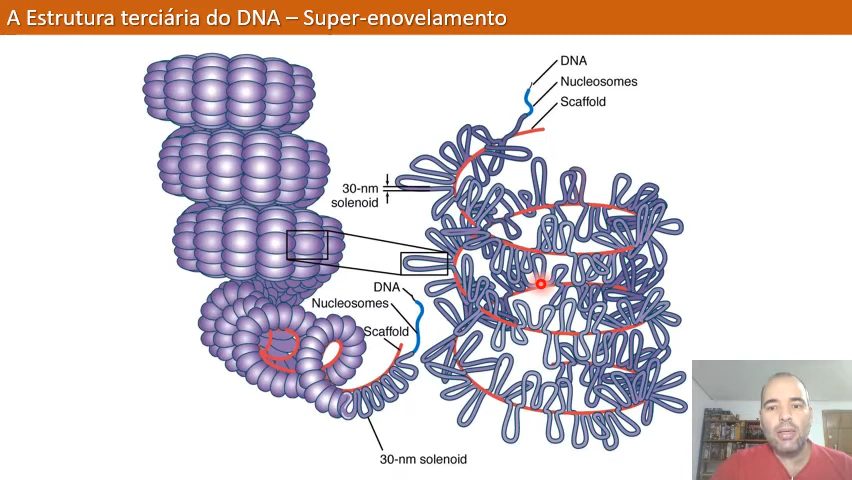 A Estrutura terciária do DNA – Super-enovelamento
DNA
Nucleosomes
Scaffold
30-nm
solenoid
DNA
Nucleosomes
Scaffold
30-nm solenoid